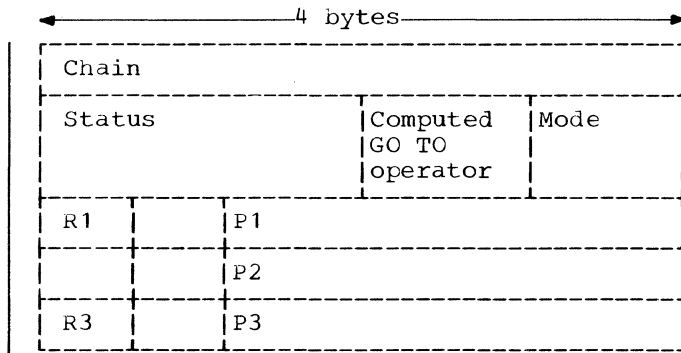 4 bytes
Chain
Status Computed Mode
GO TO
operator
R1 P1
P2
R3 P3